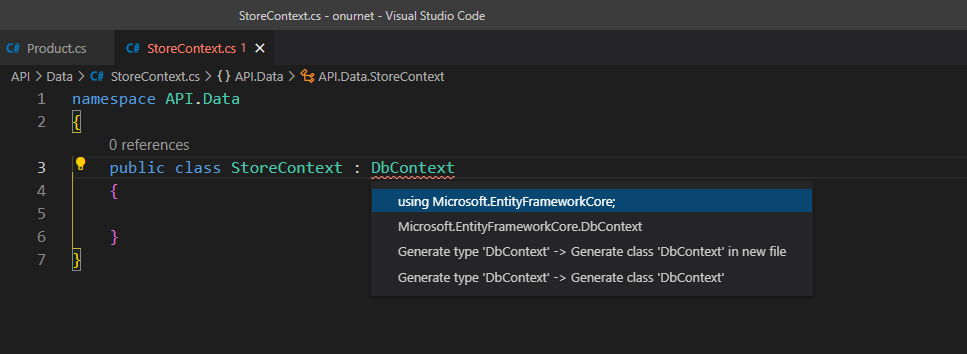 StoreContext.cs - onurnet - Visual Studio Code
C# Product.cs C# StoreContext.cs 1 ×
API > Data > C# StoreContext.cs > {} API.Data > API.Data.StoreContext
1 namespace API.Data
2 {
0 references
3 public class StoreContext : DbContext
4 {
using Microsoft.EntityFrameworkCore;
5
Microsoft.EntityFrameworkCore.DbContext
6 }
Generate type 'DbContext' -> Generate class 'DbContext' in new file
7 }
Generate type 'DbContext' -> Generate class 'DbContext'